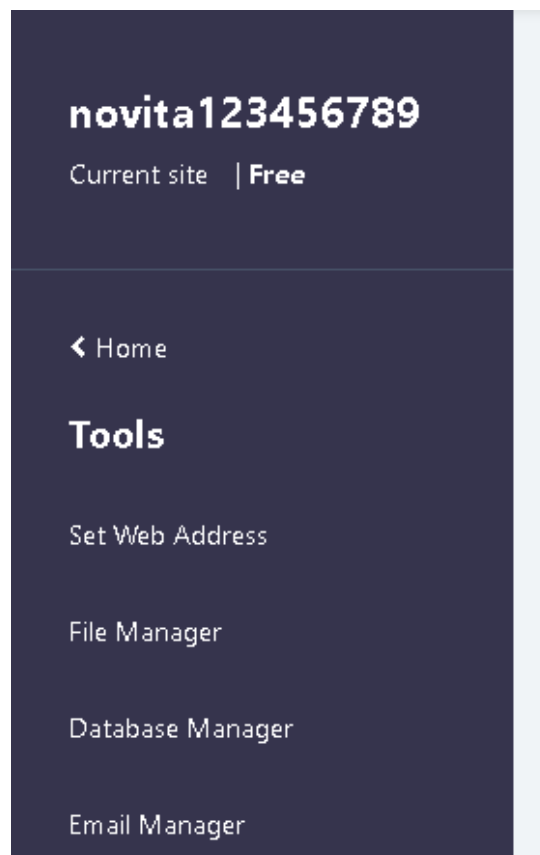 novita123456789
Current site | Free
Home
Tools
Set Web Address
File Manager
Database Manager
Email Manager